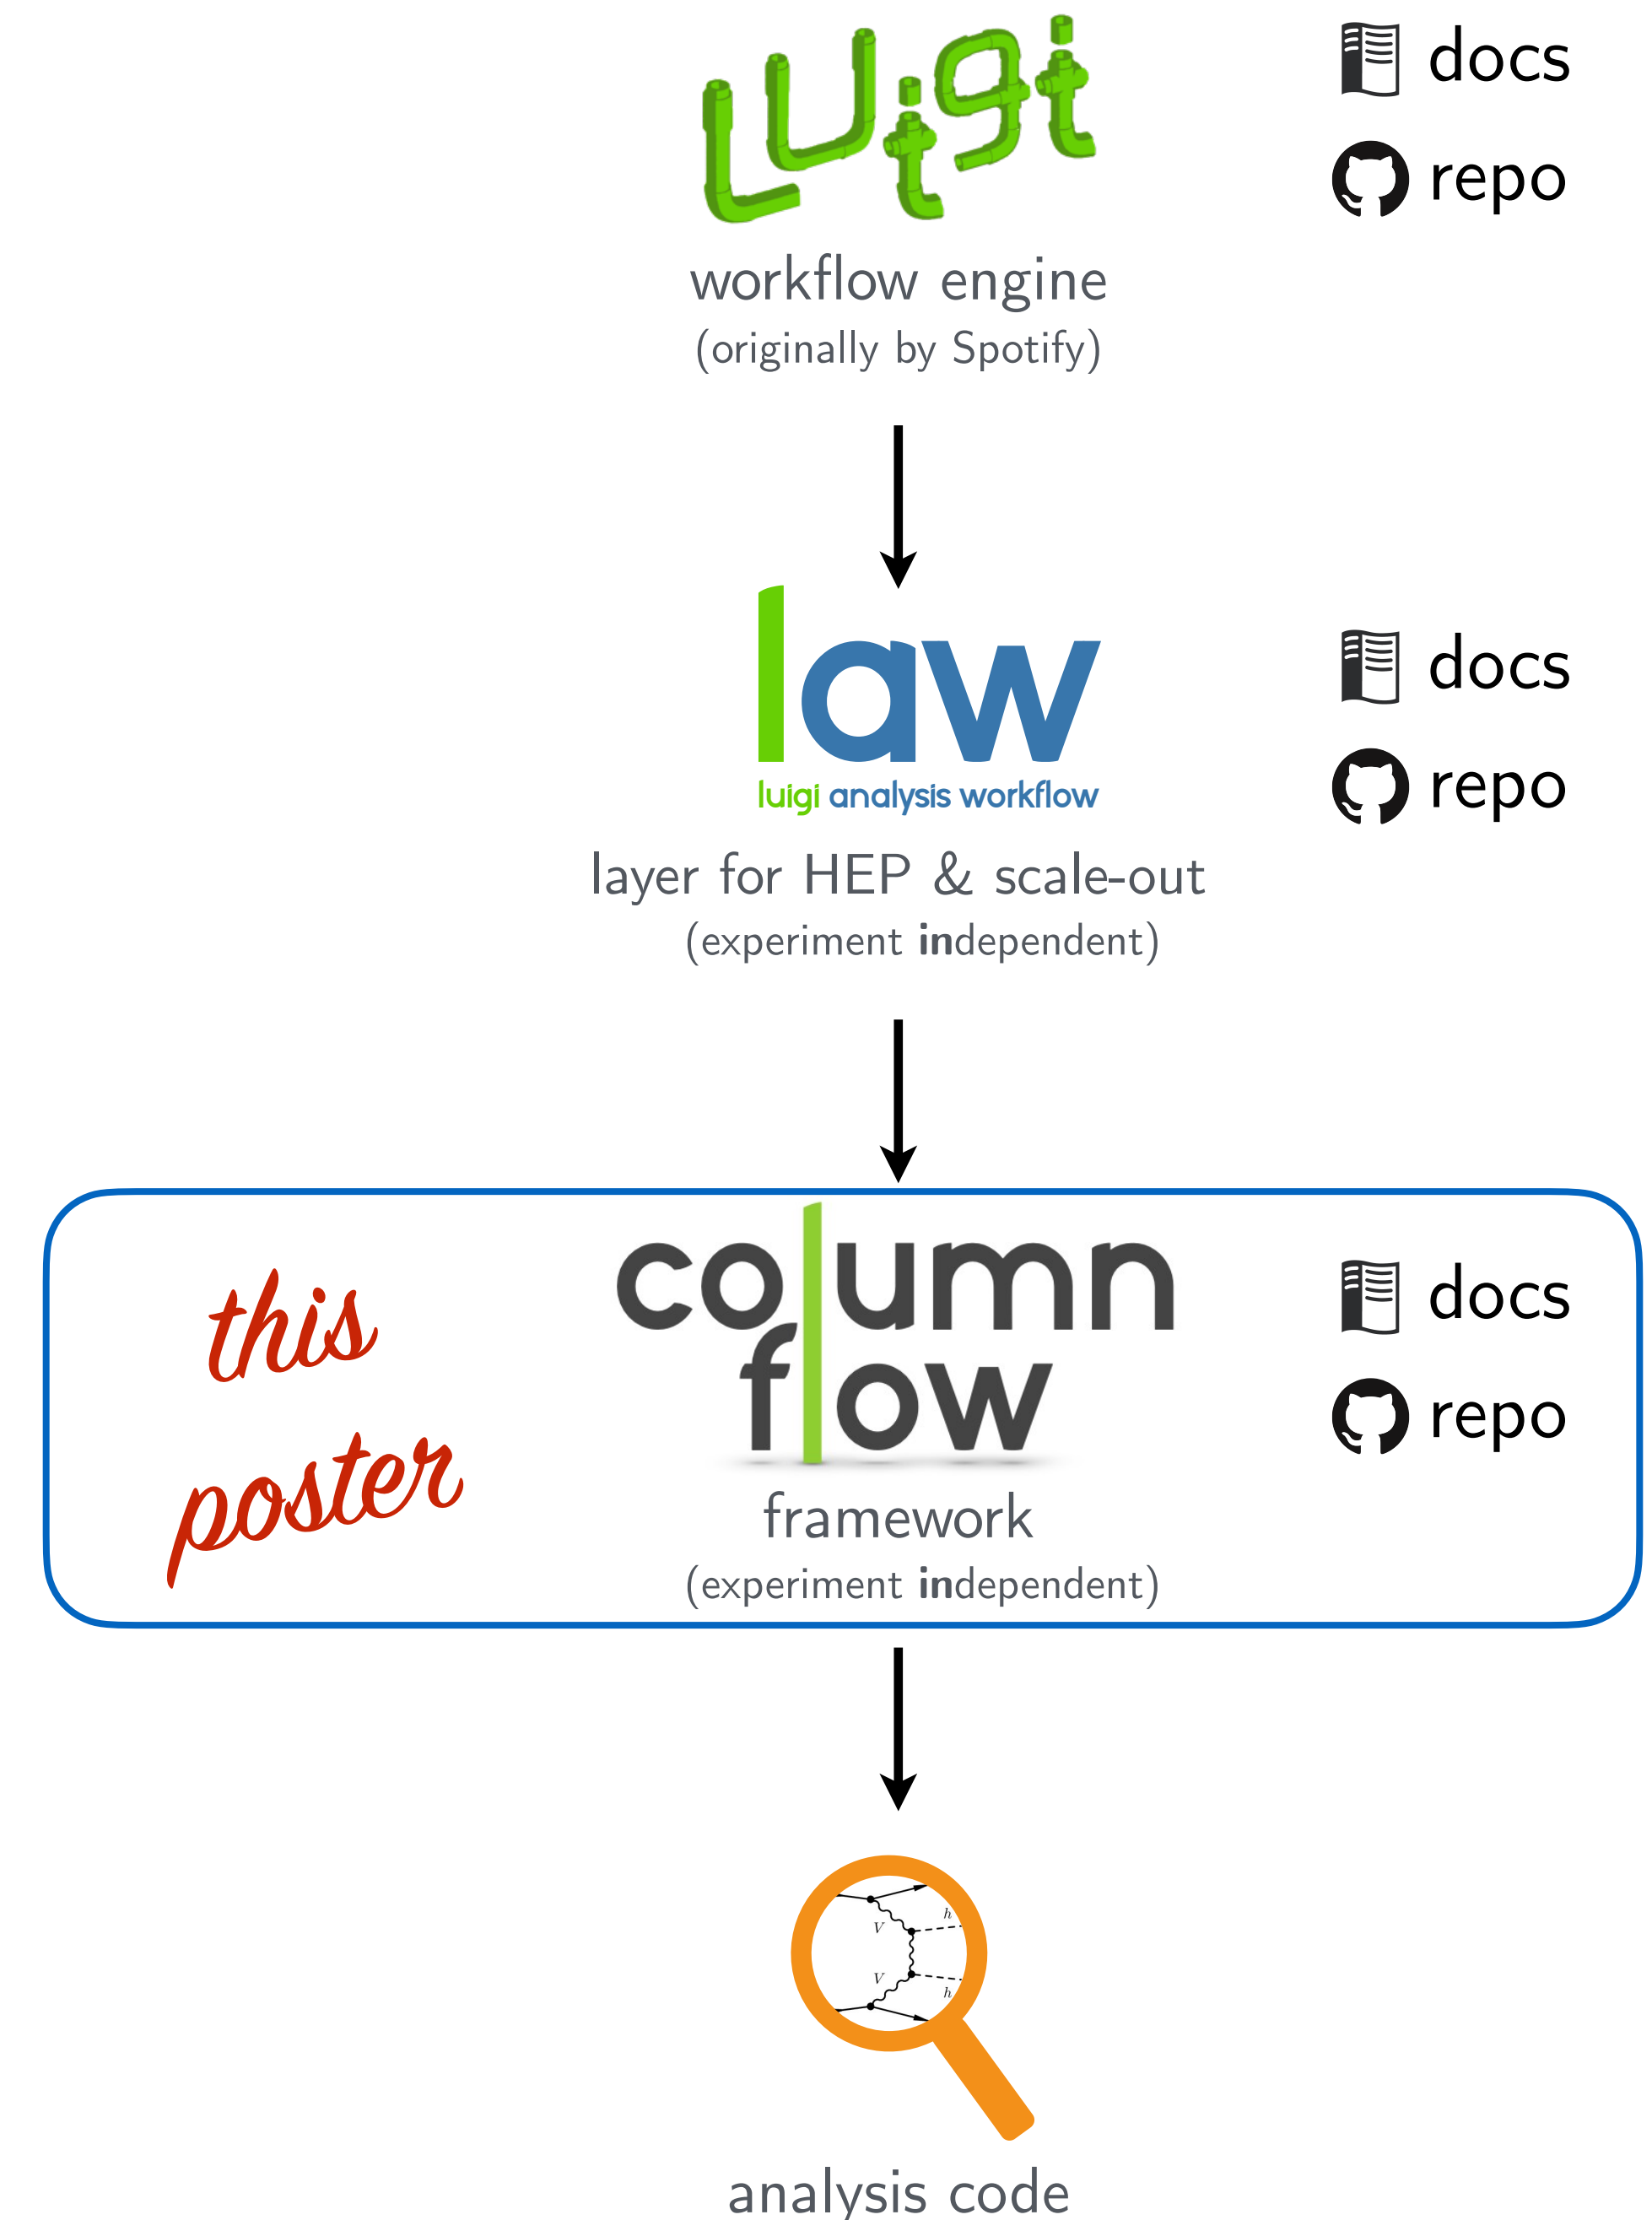 Luigi
docs
repo
workflow engine
(originally by Spotify)
law
luigi analysis workflow
docs
repo
layer for HEP & scale-out
(experiment independent)
this
poster
column
flow
docs
repo
framework
(experiment independent)
V
h
V
h
analysis code